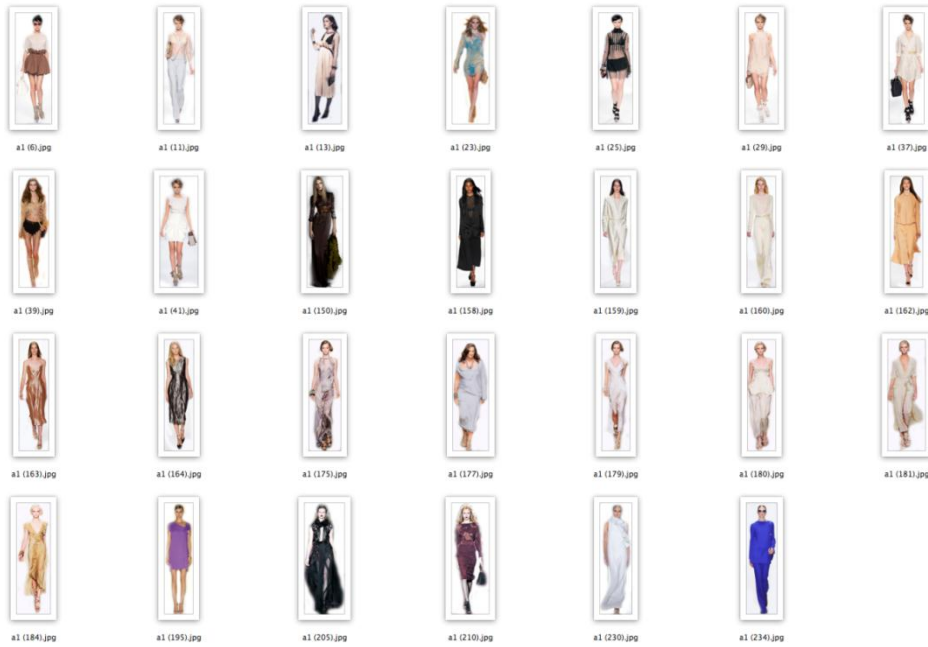 a1 (6).jpg a1 (11).jpg a1 (13).jpg a1 (23).jpg a1 (25).jpg a1 (29).jpg a1 (37).jpg
a1 (39).jpg a1 (41).jpg a1 (150).jpg a1 (158).jpg a1 (159).jpg a1 (160).jpg a1 (162).jpg
a1 (163).jpg a1 (164).jpg a1 (175).jpg a1 (177).jpg a1 (179).jpg a1 (180).jpg a1 (181).jpg
a1 (184).jpg a1 (195).jpg a1 (205).jpg a1 (210).jpg a1 (230).jpg a1 (234).jpg